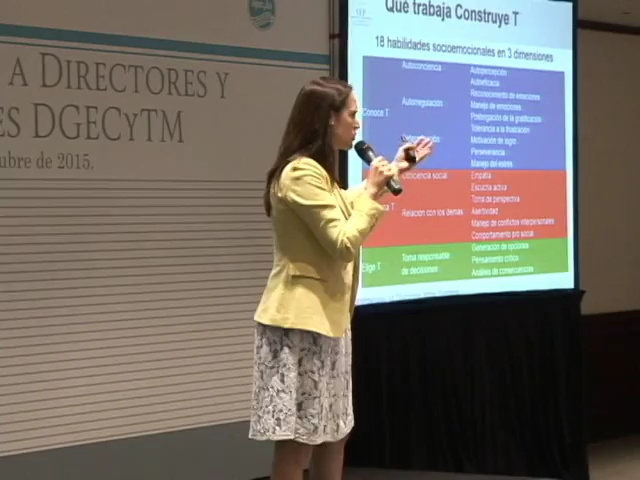 A DIRECTORES Y
ES DGECYTM
ubre de 2015.
Qué trabaja Construye T
18 habilidades socioemocionales en 3 dimensiones
Autoconciencia
Autopercepción
Autoeficacia
Reconocimiento de emociones
Conoce T
Autorregulación
Manejo de emociones
Postergación de la gratificación
Tolerancia a la frustración
Motivación de logro
Perseverancia
Manejo del estrés
Conciencia social
Empatía
Escucha activa
Toma de perspectiva
T
Relación con los demás
Asertividad
Manejo de conflictos interpersonales
Comportamiento pro social
Elige T
Toma responsable
de decisiones
Generación de opciones
Pensamiento crítico
Análisis de consecuencias